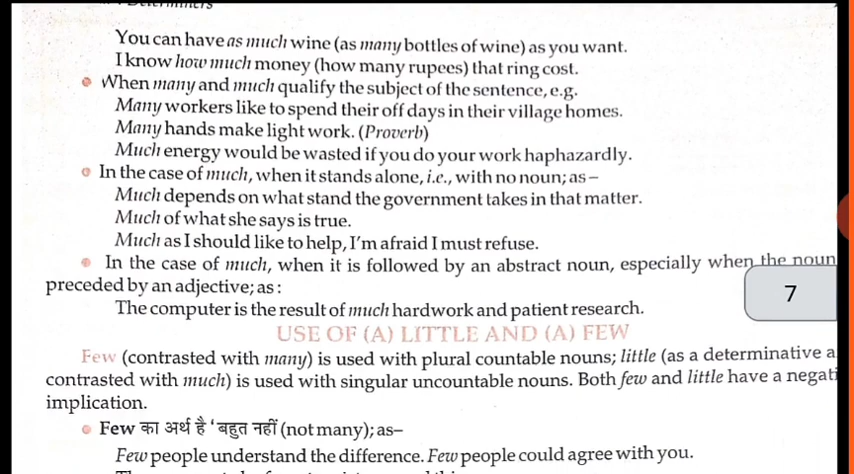 Determiners
You can have as much wine (as many bottles of wine) as you want.
I know how much money (how many rupees) that ring cost.
When many and much qualify the subject of the sentence, e.g.
Many workers like to spend their off days in their village homes.
Many hands make light work. (Proverb)
Much energy would be wasted if you do your work haphazardly.
In the case of much, when it stands alone, i.e., with no noun; as–
Much depends on what stand the government takes in that matter.
Much of what she says is true.
Much as I should like to help, I'm afraid I must refuse.
In the case of much, when it is followed by an abstract noun, especially when the noun
preceded by an adjective; as :
7
The computer is the result of much hardwork and patient research.
USE OF (A) LITTLE AND (A) FEW
Few (contrasted with many) is used with plural countable nouns; little (as a determinative a
contrasted with much) is used with singular uncountable nouns. Both few and little have a negati
implication.
Few का अर्थ है 'बहुत नहीं (not many); as–
Few people understand the difference. Few people could agree with you.